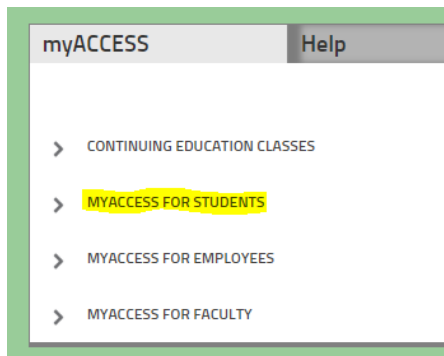 myACCESS Help
CONTINUING EDUCATION CLASSES
MYACCESS FOR STUDENTS
MYACCESS FOR EMPLOYEES
MYACCESS FOR FACULTY